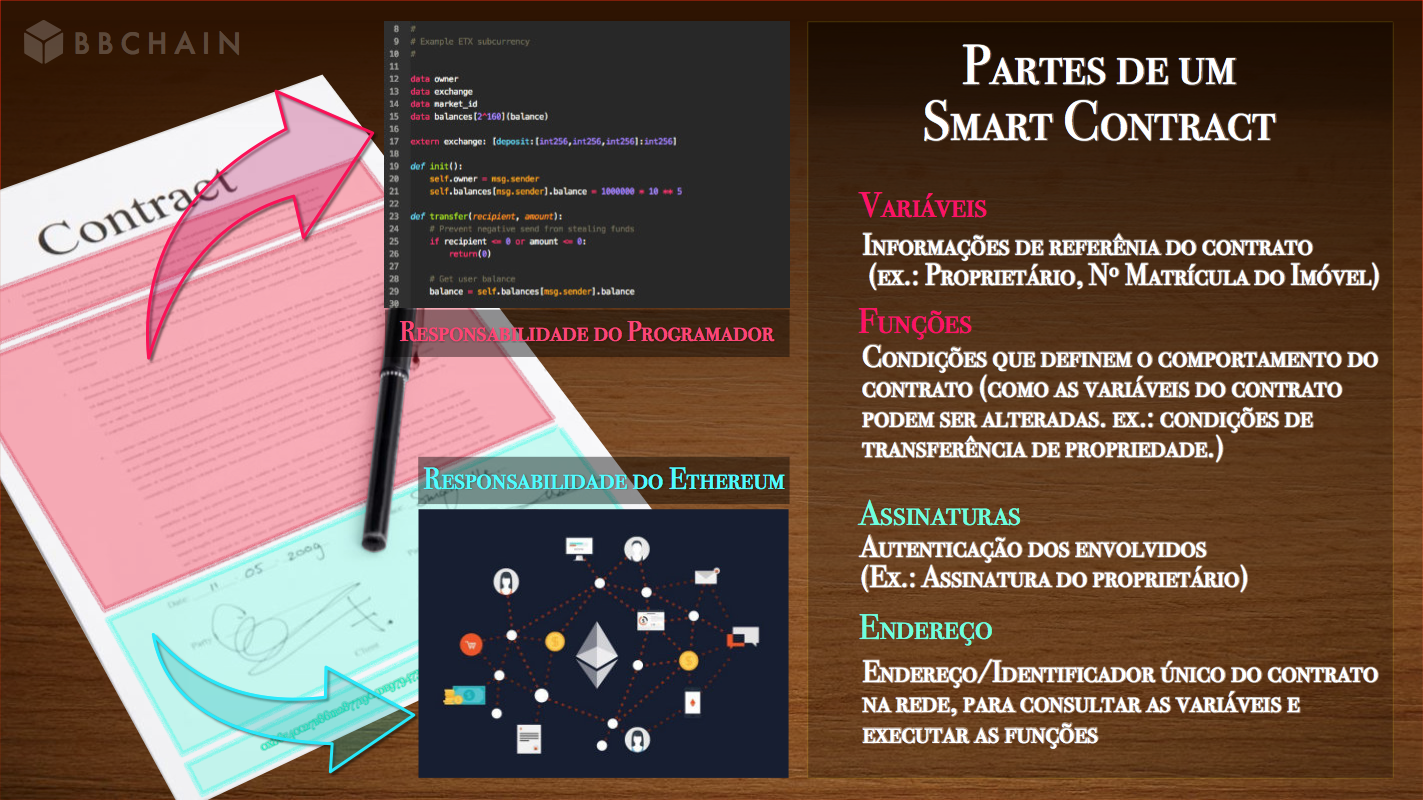 BBCHAIN
Contract
8 #
9 # Example ETX subcurrency
10 #
11
12 data owner
13 data exchange
14 data market_id
15 data balances[2^160](balance)
16
17 extern exchange: [deposit:[int256,int256,int256]:int256]
18
19 def init():
20 self.owner = msg.sender
21 self.balances[msg.sender].balance = 1000000 * 10 ** 5
22
23 def transfer(recipient, amount):
24 # Prevent negative send from stealing funds
25 if recipient <= 0 or amount <= 0:
26 return(0)
27
28 # Get user balance
29 balance = self.balances[msg.sender].balance
30
Responsabilidade do Programador
Responsabilidade do Ethereum
Date: 11 05 2009
Party
Client
Partes de um
Smart Contract
Variáveis
Informações de referênia do contrato
(ex.: Proprietário, Nº Matrícula do Imóvel)
Funções
Condições que definem o comportamento do
contrato (como as variáveis do contrato
podem ser alteradas. ex.: condições de
transferência de propriedade.)
Assinaturas
Autenticação dos envolvidos
(Ex.: Assinatura do proprietário)
Endereço
Endereço/Identificador único do contrato
na rede, para consultar as variáveis e
executar as funções